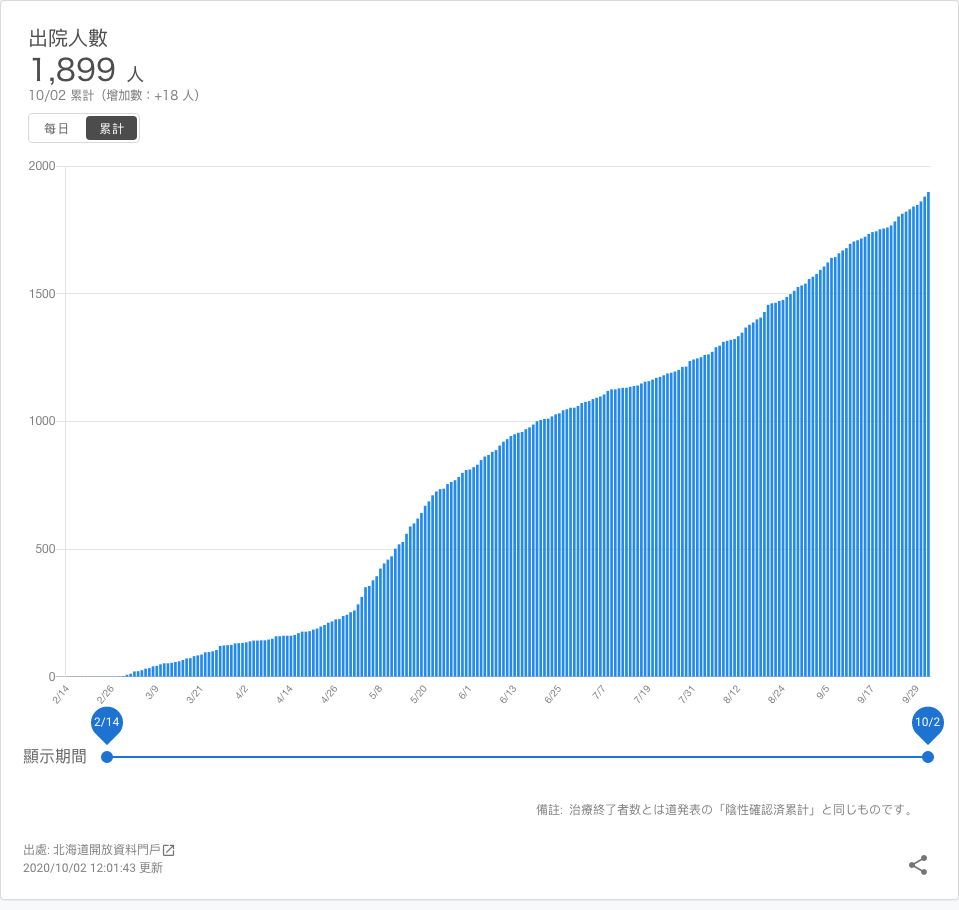 出院人數
1,899 人
10/02 累計（增加數：+18 人）
每日 累計
2000
1500
1000
500
0
2/14 2/26 3/9 3/21 4/2 4/14 4/26 5/8 5/20 6/1 6/13 6/25 7/7 7/19 7/31 8/12 8/24 9/5 9/17 9/29
2/14 10/2
顯示期間
備註: 治療終了者数とは道発表の「陰性確認済累計」と同じものです。
出處: 北海道開放資料門戶
2020/10/02 12:01:43 更新